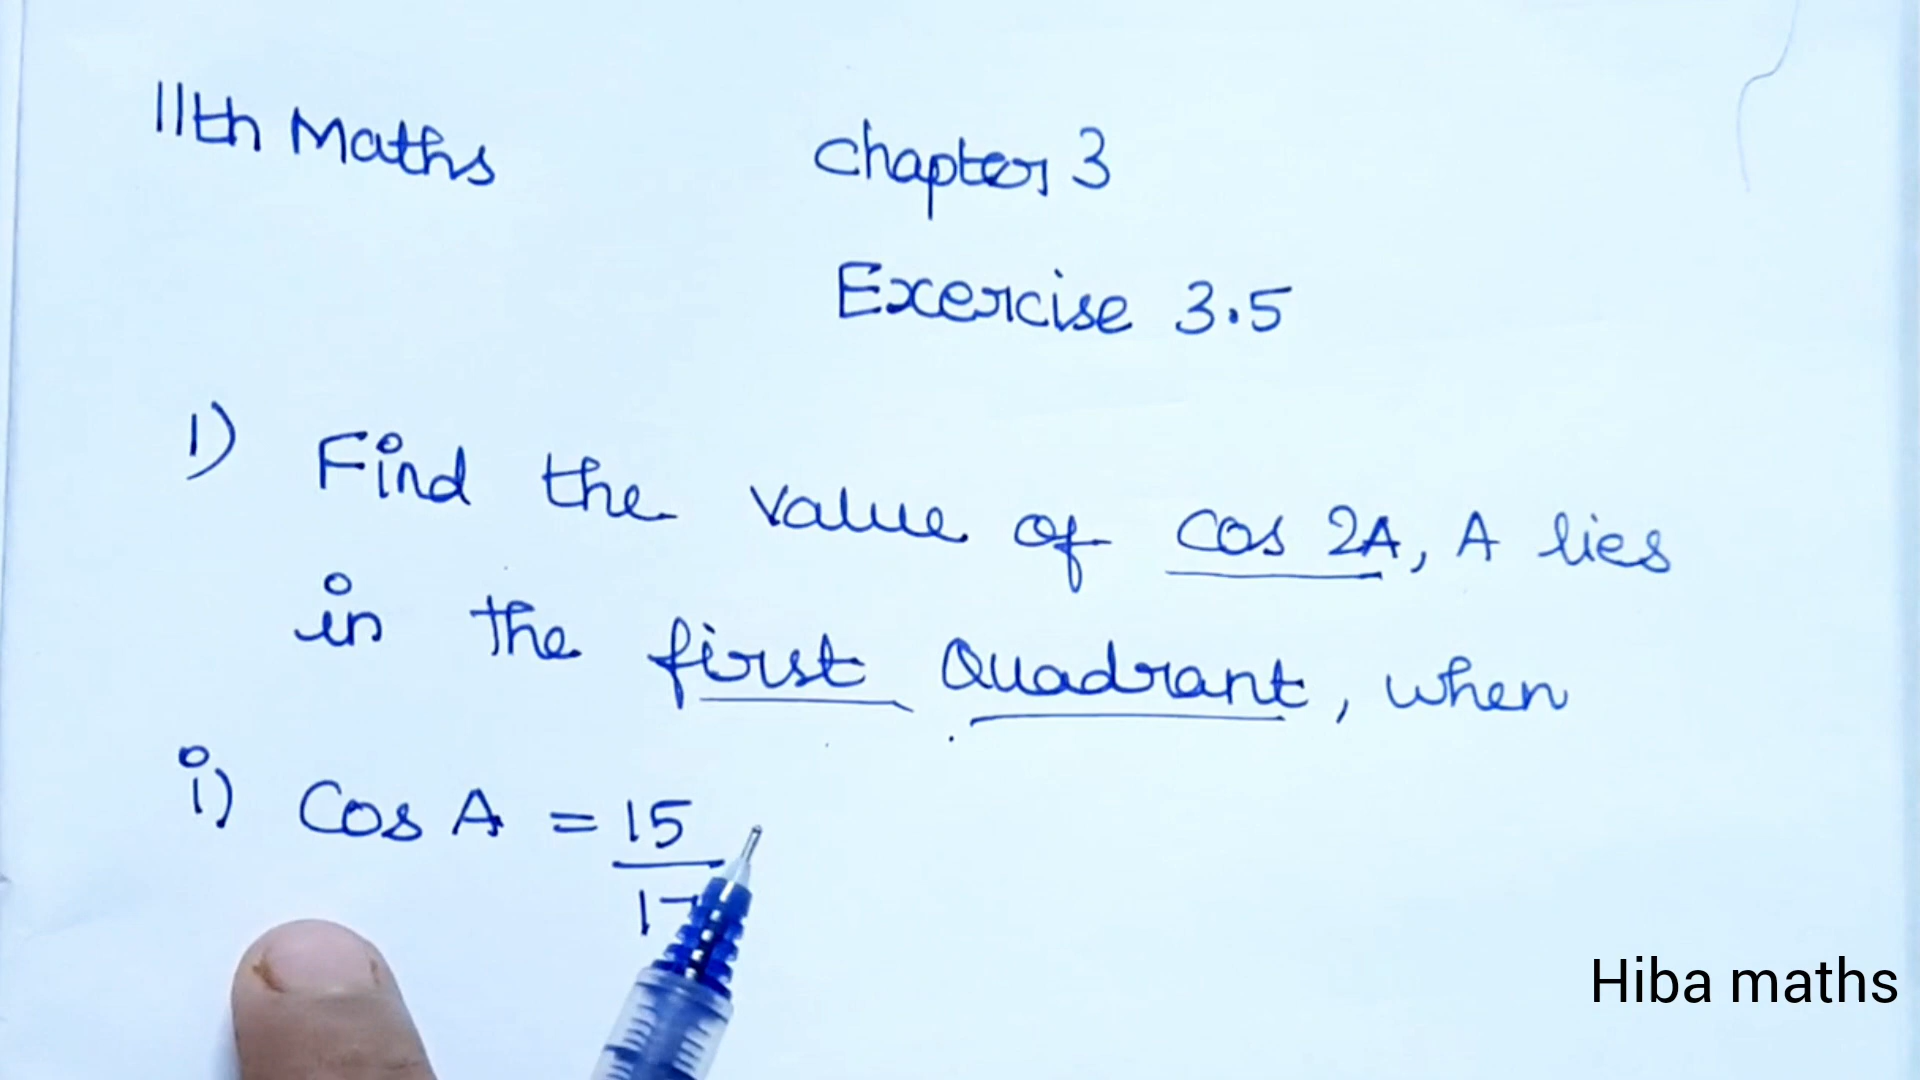 11th Maths
Chapter 3
Exercise 3.5
1) Find the value of cos 2A, A lies
in the first Quadrant, when
i) Cos A = 15
17
Hiba maths